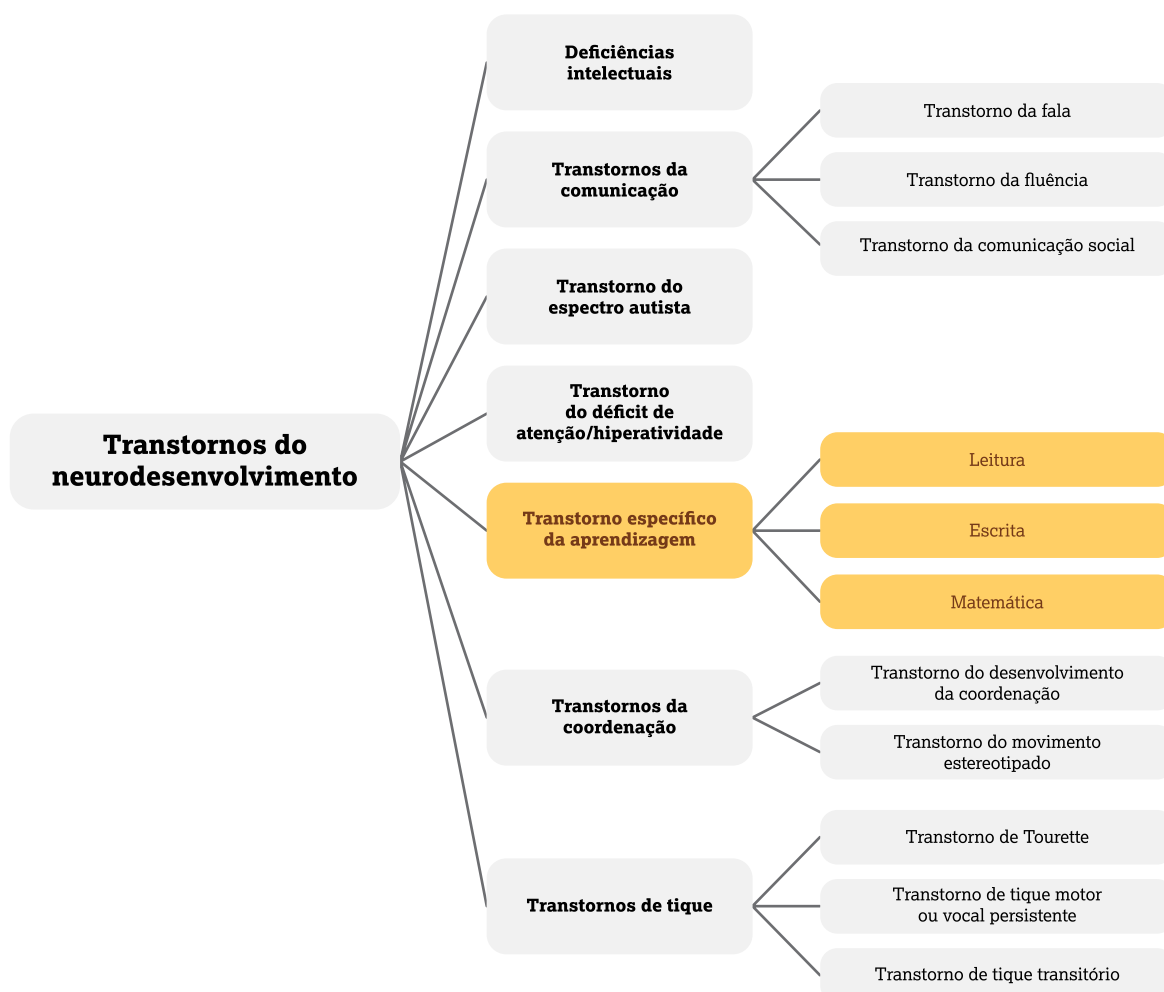 Transtornos do
neurodesenvolvimento
Deficiências
intelectuais
Transtornos da
comunicação
Transtorno da fala
Transtorno da fluência
Transtorno da comunicação social
Transtorno do
espectro autista
Transtorno
do déficit de
atenção/hiperatividade
Transtorno específico
da aprendizagem
Leitura
Escrita
Matemática
Transtornos da
coordenação
Transtorno do desenvolvimento
da coordenação
Transtorno do movimento
estereotipado
Transtornos de tique
Transtorno de Tourette
Transtorno de tique motor
ou vocal persistente
Transtorno de tique transitório